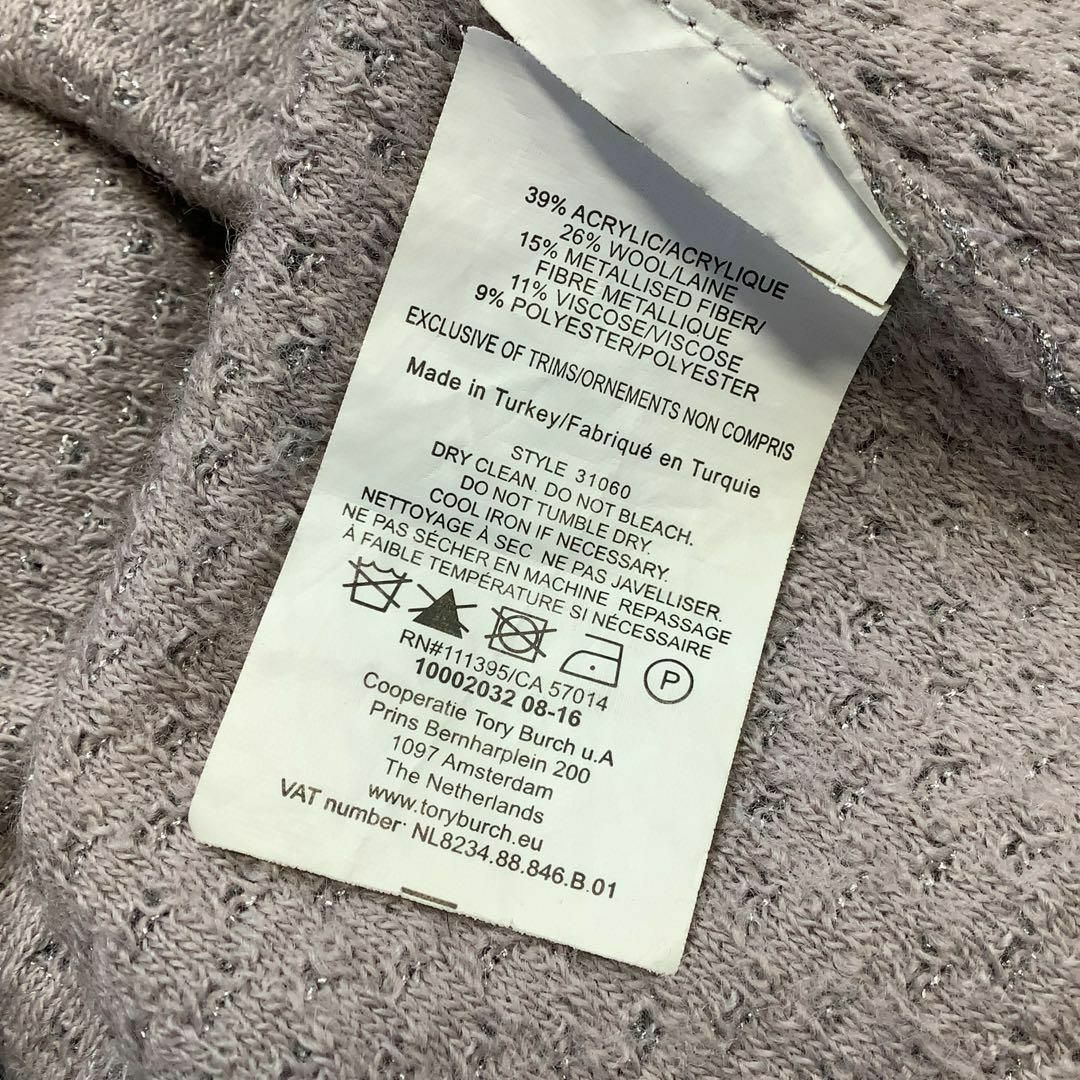 39% ACRYLIC/ACRYLIQUE
26% WOOL/LAINE
15% METALLISED FIBER/
FIBRE METALLIQUE
11% VISCOSE/VISCOSE
9% POLYESTER/POLYESTER
EXCLUSIVE OF TRIMS/ORNEMENTS NON COMPRIS
Made in Turkey/Fabriqué en Turquie
STYLE 31060
DRY CLEAN. DO NOT BLEACH.
DO NOT TUMBLE DRY.
COOL IRON IF NECESSARY.
NETTOYAGE À SEC. NE PAS JAVELLISER.
NE PAS SÉCHER EN MACHINE. REPASSAGE
À FAIBLE TEMPÉRATURE SI NÉCESSAIRE
P
RN#111395/CA 57014
10002032 08-16
Cooperatie Tory Burch u.A
Prins Bernharplein 200
1097 Amsterdam
The Netherlands
www.toryburch.eu
VAT number: NL8234.88.846.B.01